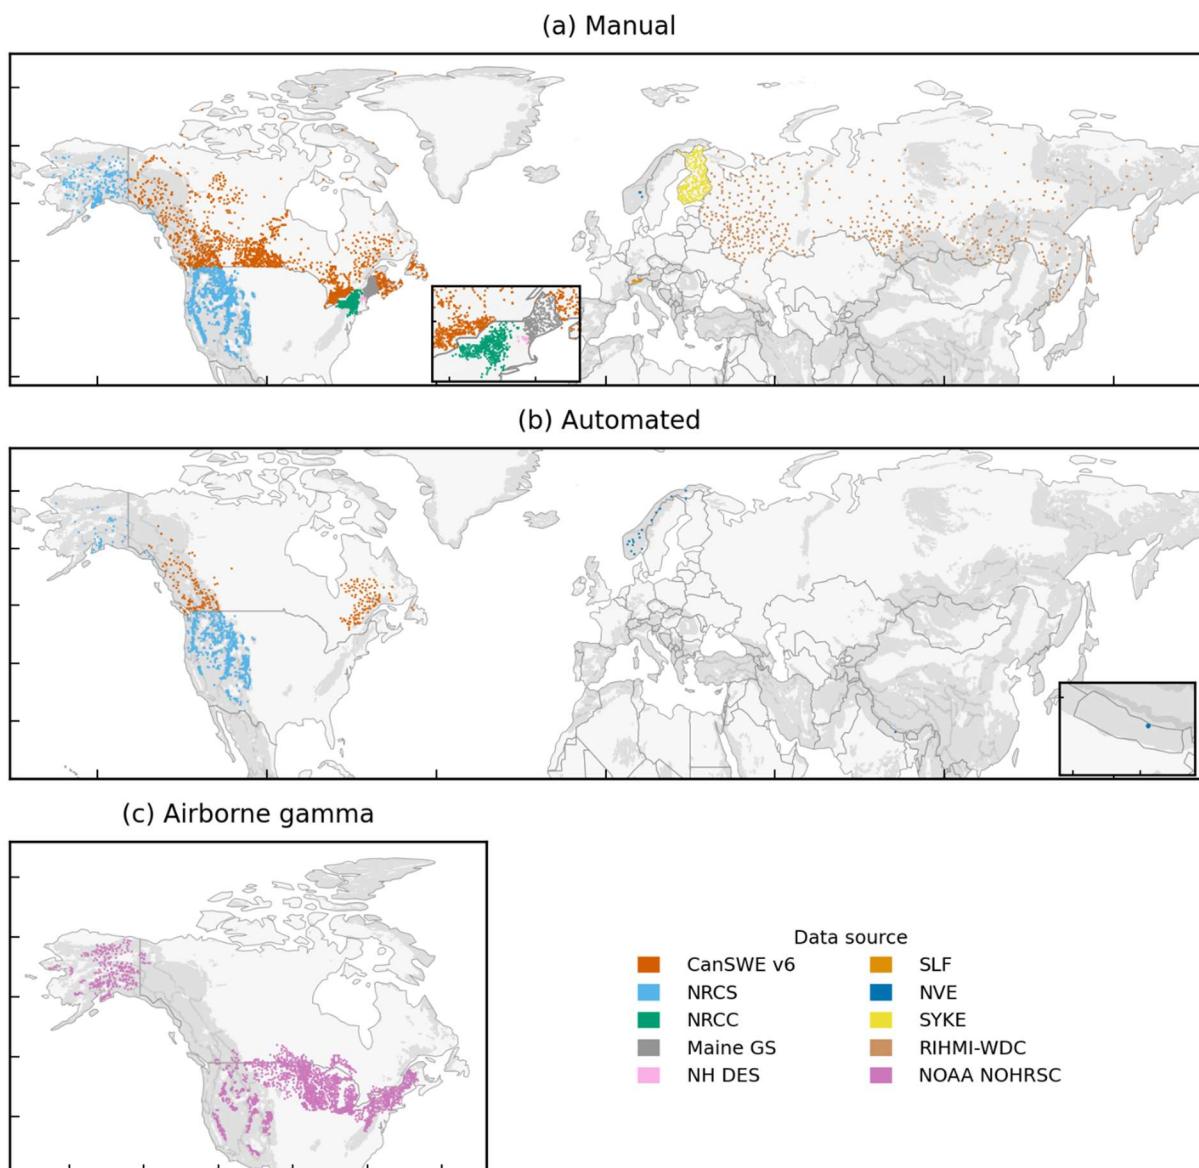 (a) Manual
(b) Automated
(c) Airborne gamma
Data source
CanSWE v6
NRCS
NRCC
Maine GS
NH DES
SLF
NVE
SYKE
RIHMI-WDC
NOAA NOHRSC